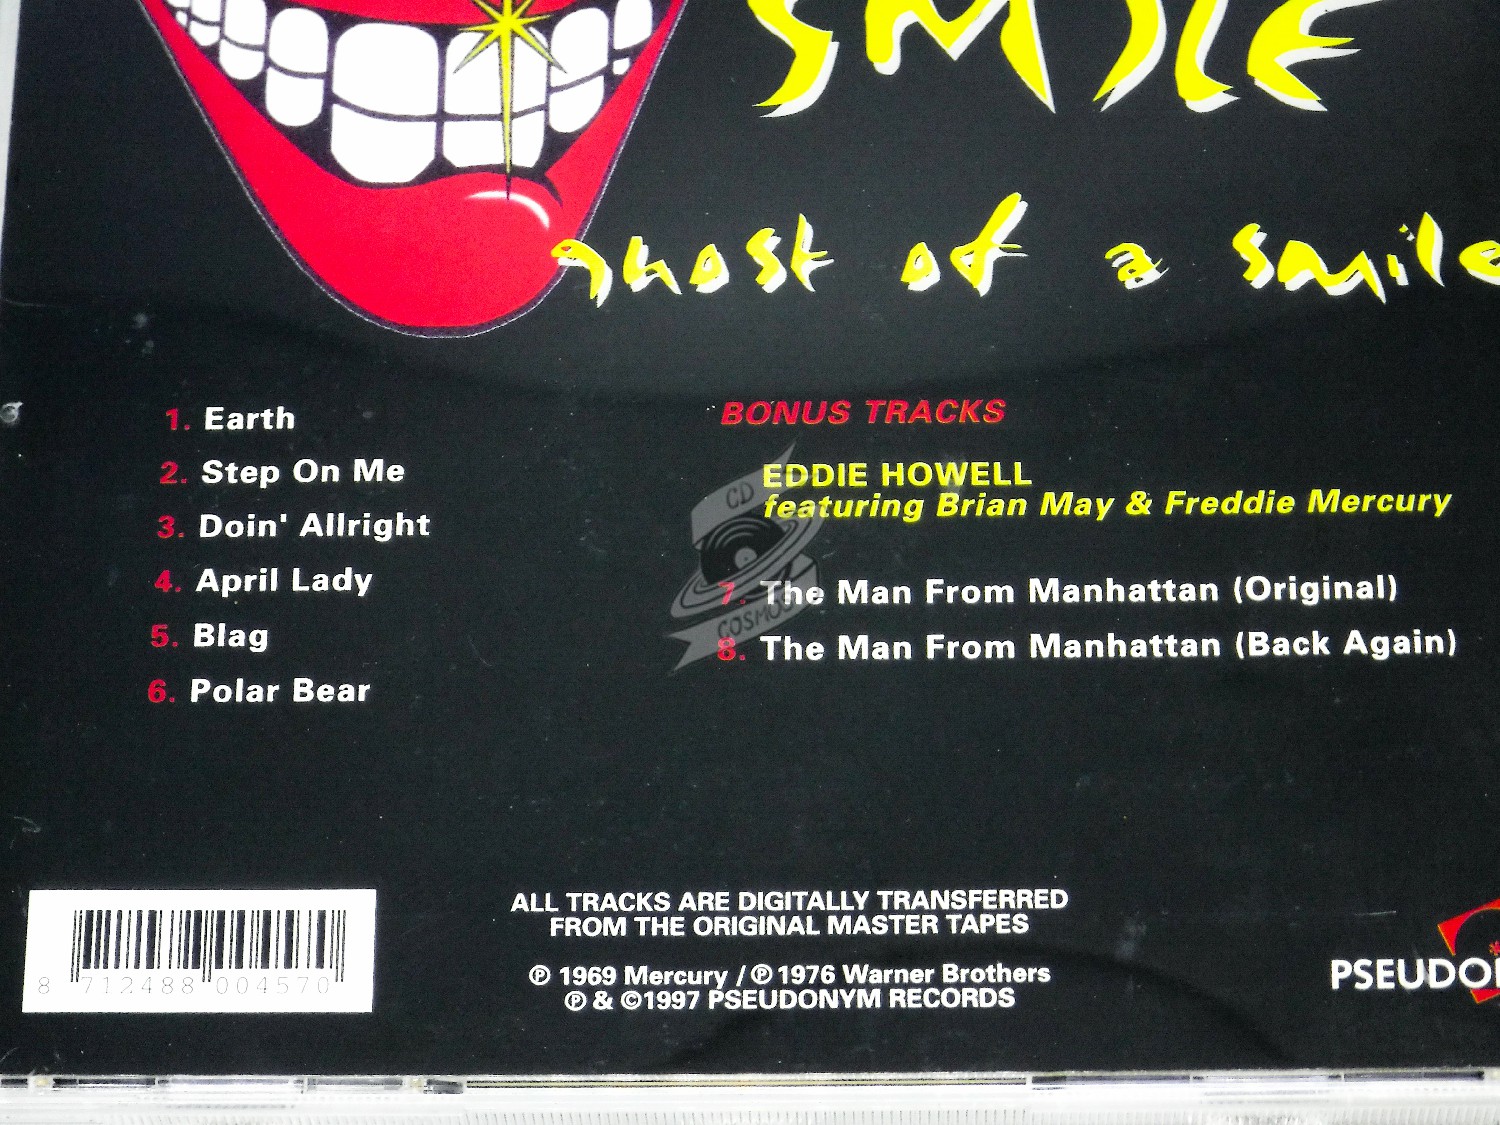 SMILE
ghost of a smile
1. Earth
2. Step On Me
3. Doin' Allright
4. April Lady
5. Blag
6. Polar Bear
BONUS TRACKS
EDDIE HOWELL
featuring Brian May & Freddie Mercury
7. The Man From Manhattan (Original)
8. The Man From Manhattan (Back Again)
CD
COSMOS
8 712488 004570
ALL TRACKS ARE DIGITALLY TRANSFERRED
FROM THE ORIGINAL MASTER TAPES
℗ 1969 Mercury / ℗ 1976 Warner Brothers
℗ & ©1997 PSEUDONYM RECORDS